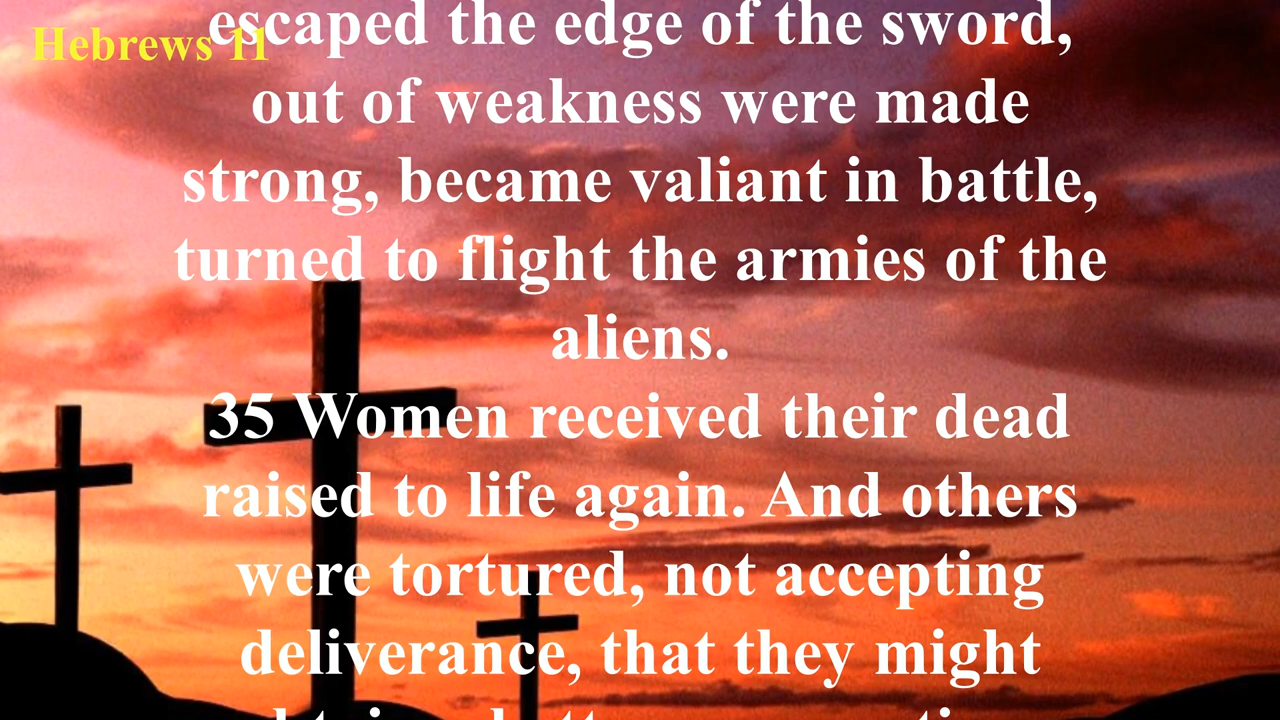 Hebrews 11
escaped the edge of the sword,
out of weakness were made
strong, became valiant in battle,
turned to flight the armies of the
aliens.
35 Women received their dead
raised to life again. And others
were tortured, not accepting
deliverance, that they might